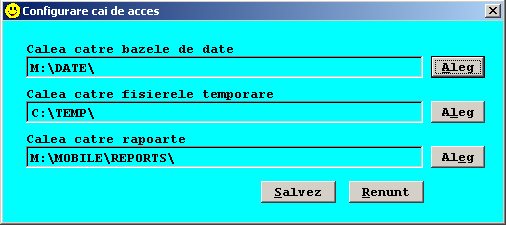 Configurare cai de acces
Calea catre bazele de date
M:\DATE\
Aleg
Calea catre fisierele temporare
C:\TEMP\
Aleg
Calea catre rapoarte
M:\MOBILE\REPORTS\
Aleg
Salvez Renunt